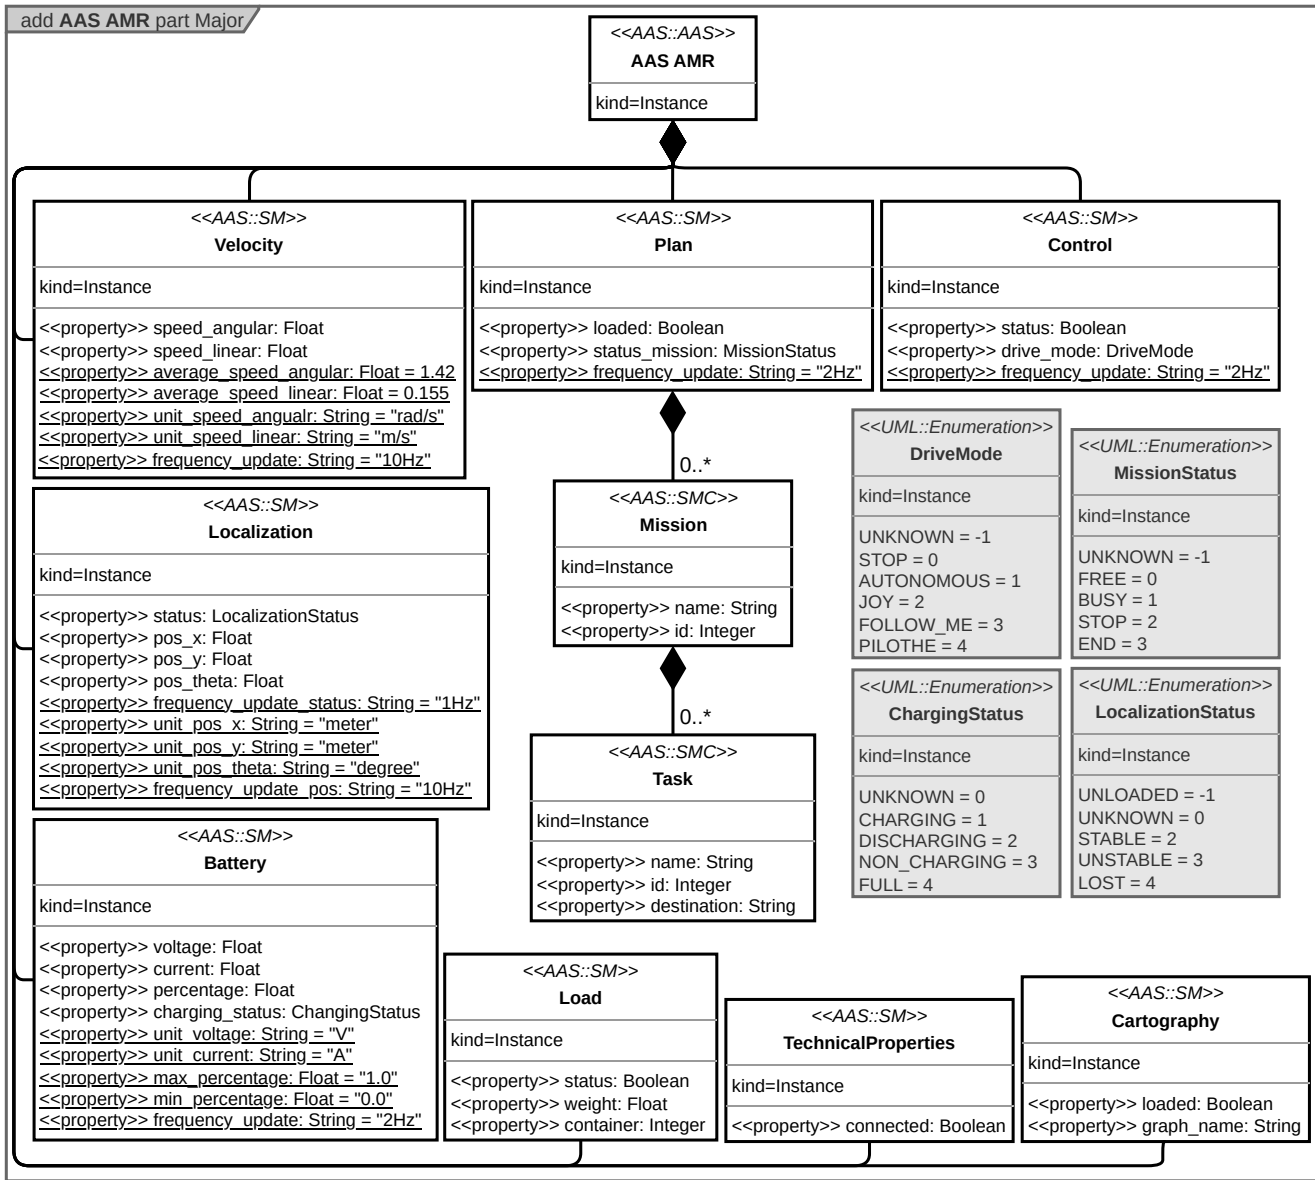 add AAS AMR part Major
<<AAS::AAS>>
AAS AMR
kind=Instance
<<AAS::SM>>
Velocity
kind=Instance
<<property>> speed_angular: Float
<<property>> speed_linear: Float
<<property>> average_speed_angular: Float = 1.42
<<property>> average_speed_linear: Float = 0.155
<<property>> unit_speed_angualr: String = "rad/s"
<<property>> unit_speed_linear: String = "m/s"
<<property>> frequency_update: String = "10Hz"
<<AAS::SM>>
Plan
kind=Instance
<<property>> loaded: Boolean
<<property>> status_mission: MissionStatus
<<property>> frequency_update: String = "2Hz"
<<AAS::SM>>
Control
kind=Instance
<<property>> status: Boolean
<<property>> drive_mode: DriveMode
<<property>> frequency_update: String = "2Hz"
0..*
<<AAS::SMC>>
Mission
kind=Instance
<<property>> name: String
<<property>> id: Integer
0..*
<<AAS::SMC>>
Task
kind=Instance
<<property>> name: String
<<property>> id: Integer
<<property>> destination: String
<<UML::Enumeration>>
DriveMode
kind=Instance
UNKNOWN = -1
STOP = 0
AUTONOMOUS = 1
JOY = 2
FOLLOW_ME = 3
PILOTHE = 4
<<UML::Enumeration>>
MissionStatus
kind=Instance
UNKNOWN = -1
FREE = 0
BUSY = 1
STOP = 2
END = 3
<<UML::Enumeration>>
ChargingStatus
kind=Instance
UNKNOWN = 0
CHARGING = 1
DISCHARGING = 2
NON_CHARGING = 3
FULL = 4
<<UML::Enumeration>>
LocalizationStatus
kind=Instance
UNLOADED = -1
UNKNOWN = 0
STABLE = 2
UNSTABLE = 3
LOST = 4
<<AAS::SM>>
Localization
kind=Instance
<<property>> status: LocalizationStatus
<<property>> pos_x: Float
<<property>> pos_y: Float
<<property>> pos_theta: Float
<<property>> frequency_update_status: String = "1Hz"
<<property>> unit_pos_x: String = "meter"
<<property>> unit_pos_y: String = "meter"
<<property>> unit_pos_theta: String = "degree"
<<property>> frequency_update_pos: String = "10Hz"
<<AAS::SM>>
Battery
kind=Instance
<<property>> voltage: Float
<<property>> current: Float
<<property>> percentage: Float
<<property>> charging_status: ChangingStatus
<<property>> unit_voltage: String = "V"
<<property>> unit_current: String = "A"
<<property>> max_percentage: Float = "1.0"
<<property>> min_percentage: Float = "0.0"
<<property>> frequency_update: String = "2Hz"
<<AAS::SM>>
Load
kind=Instance
<<property>> status: Boolean
<<property>> weight: Float
<<property>> container: Integer
<<AAS::SM>>
TechnicalProperties
kind=Instance
<<property>> connected: Boolean
<<AAS::SM>>
Cartography
kind=Instance
<<property>> loaded: Boolean
<<property>> graph_name: String